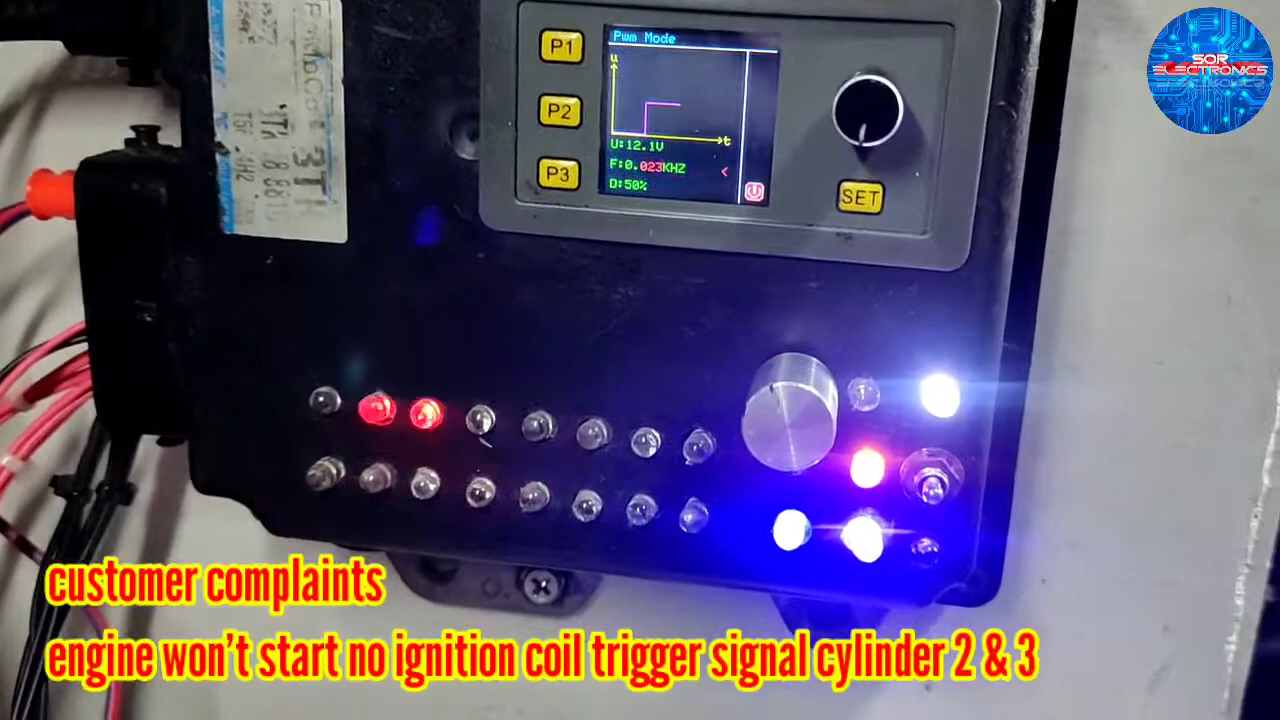 SOR
ELECTRONICS
P1
P2
P3
Pwm Mode
u
t
U:12.1V
F:0.023KHZ
D:50%
SET
customer complaints
engine won't start no ignition coil trigger signal cylinder 2 & 3